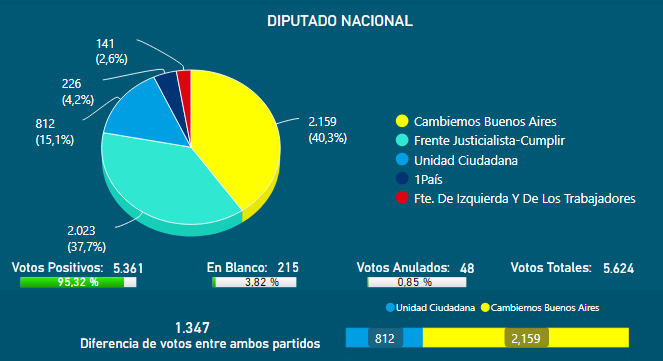 DIPUTADO NACIONAL
141
(2,6%)
226
(4,2%)
812
(15,1%)
2.159
(40,3%)
2.023
(37,7%)
Cambiemos Buenos Aires
Frente Justicialista-Cumplir
Unidad Ciudadana
1País
Fte. De Izquierda Y De Los Trabajadores
Votos Positivos: 5.361
95,32 %
En Blanco: 215
3,82 %
Votos Anulados: 48
0,85 %
Votos Totales: 5.624
Unidad Ciudadana Cambiemos Buenos Aires
1.347
Diferencia de votos entre ambos partidos
812 2,159